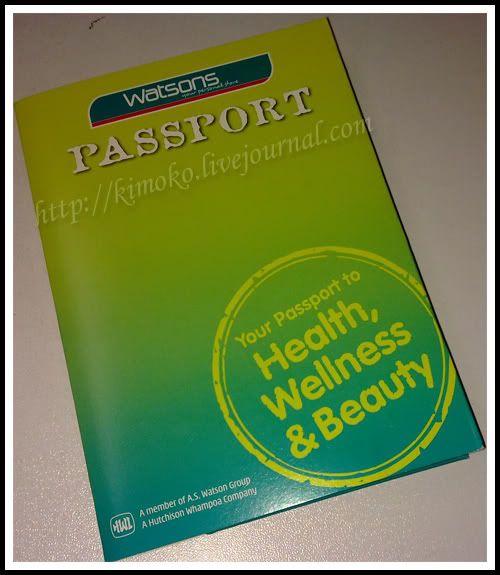 watsons
your personal store
PASSPORT
http://kimoko.livejournal.com
Your Passport to
Health,
Wellness
& Beauty
A member of A.S. Watson Group
A Hutchison Whampoa Company